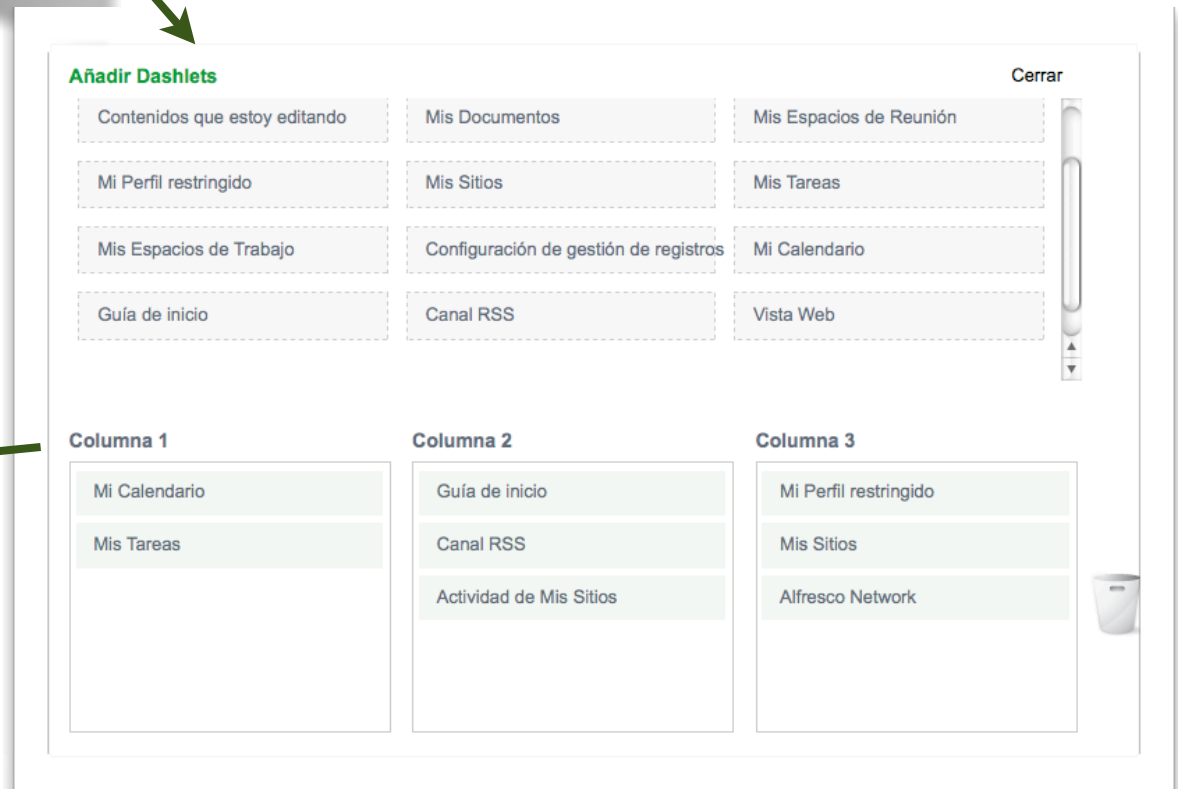 Añadir Dashlets
Cerrar
Contenidos que estoy editando
Mis Documentos
Mis Espacios de Reunión
Mi Perfil restringido
Mis Sitios
Mis Tareas
Mis Espacios de Trabajo
Configuración de gestión de registros
Mi Calendario
Guía de inicio
Canal RSS
Vista Web
Columna 1
Columna 2
Columna 3
Mi Calendario
Guía de inicio
Mi Perfil restringido
Mis Tareas
Canal RSS
Mis Sitios
Actividad de Mis Sitios
Alfresco Network